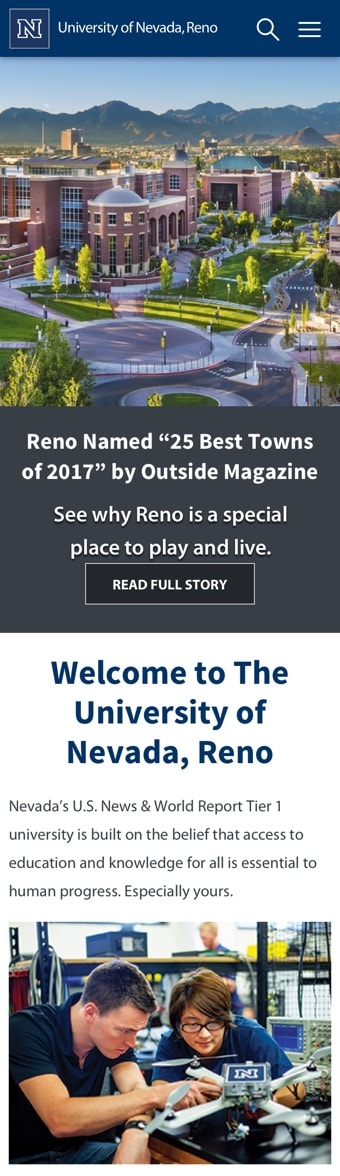 N
University of Nevada, Reno
Reno Named “25 Best Towns
of 2017” by Outside Magazine
See why Reno is a special
place to play and live.
READ FULL STORY
Welcome to The
University of
Nevada, Reno
Nevada’s U.S. News & World Report Tier 1
university is built on the belief that access to
education and knowledge for all is essential to
human progress. Especially yours.
N